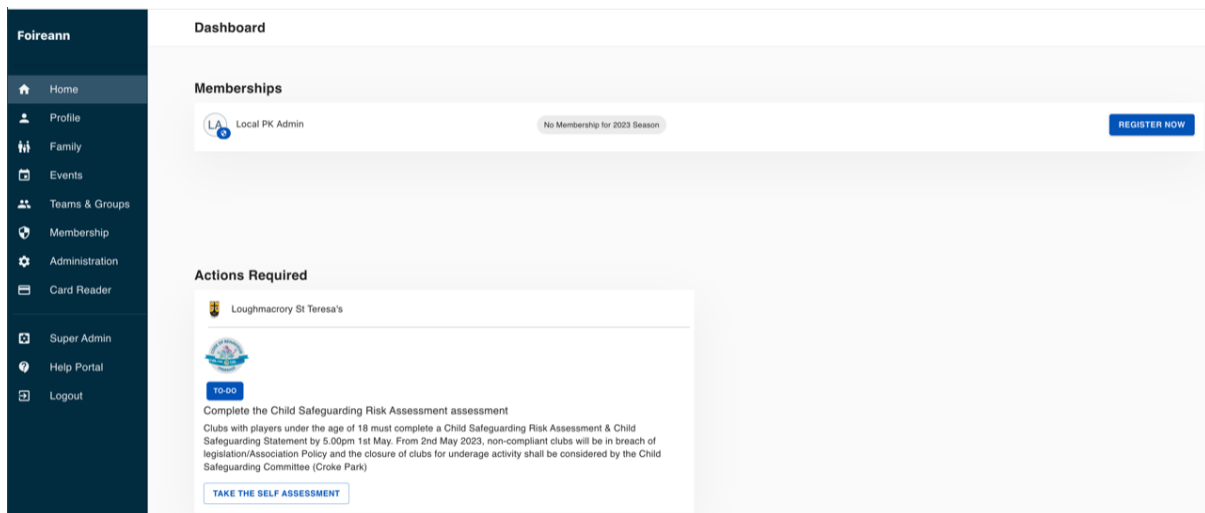 Foireann
Dashboard
Home
Profile
Family
Events
Teams & Groups
Membership
Administration
Card Reader
Super Admin
Help Portal
Logout
Memberships
LA
Local PK Admin
No Membership for 2023 Season
REGISTER NOW
Actions Required
Loughmacrory St Teresa's
TO-DO
Complete the Child Safeguarding Risk Assessment assessment
Clubs with players under the age of 18 must complete a Child Safeguarding Risk Assessment & Child
Safeguarding Statement by 5.00pm 1st May. From 2nd May 2023, non-compliant clubs will be in breach of
legislation/Association Policy and the closure of clubs for underage activity shall be considered by the Child
Safeguarding Committee (Croke Park)
TAKE THE SELF ASSESSMENT